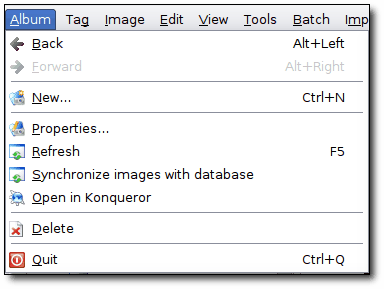 Album Tag Image Edit View Tools Batch Imp
Back Alt+Left
Forward Alt+Right
New... Ctrl+N
Properties...
Refresh F5
Synchronize images with database
Open in Konqueror
Delete
Quit Ctrl+Q